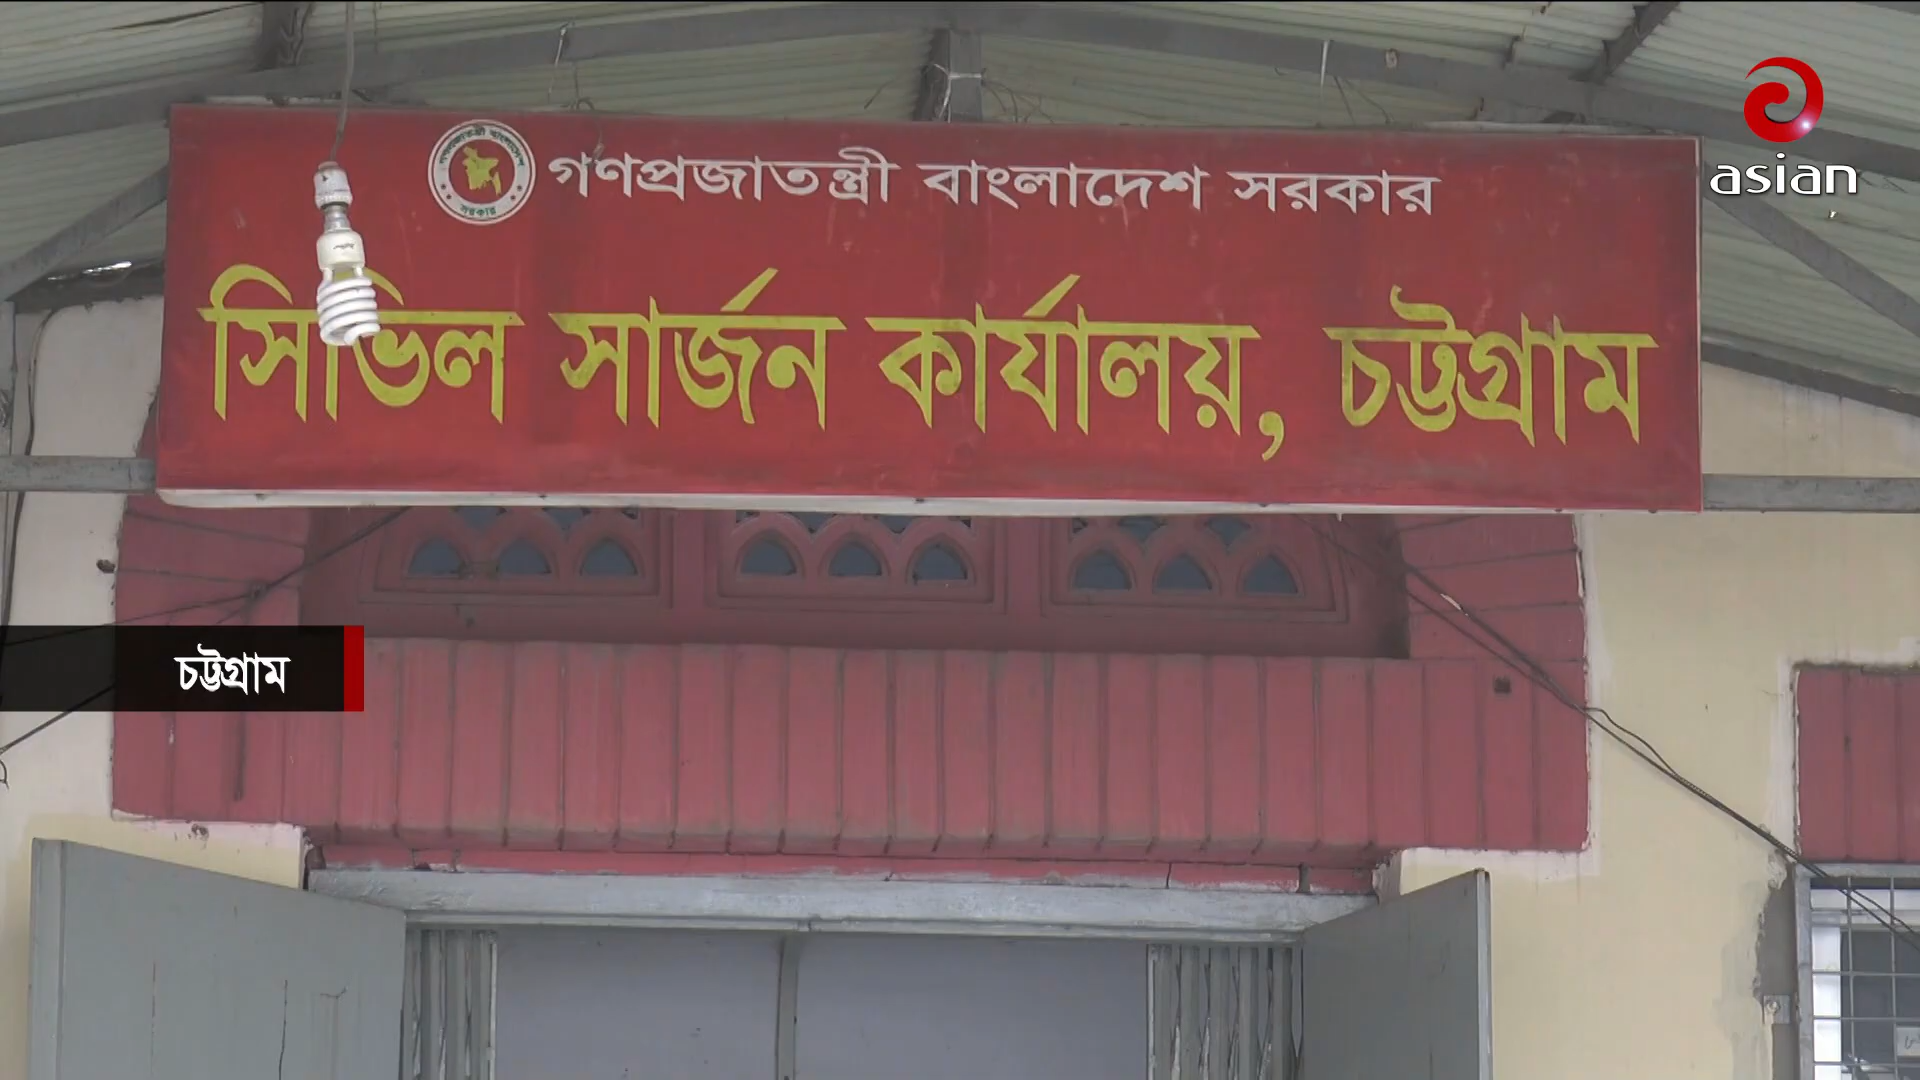 গণপ্রজাতন্ত্রী বাংলাদেশ সরকার
asian
সিভিল সার্জন কার্যালয়, চট্টগ্রাম
চট্টগ্রাম